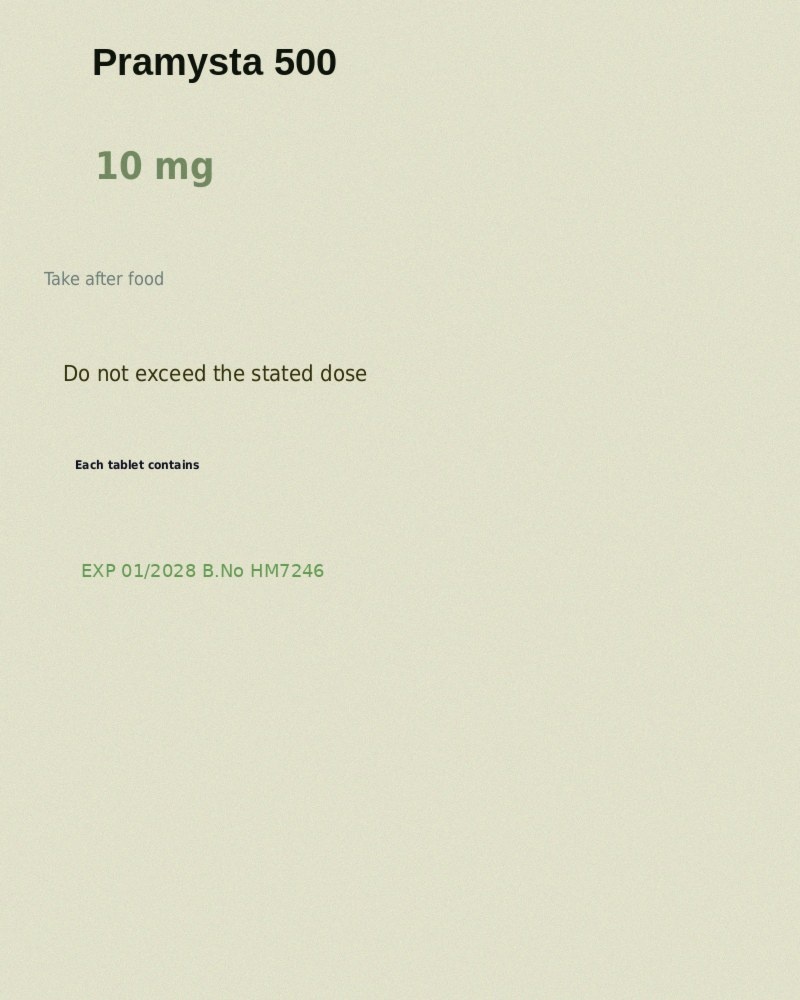 Pramysta 500
10 mg
Take after food
Do not exceed the stated dose
Each tablet contains
EXP 01/2028 B.No HM7246